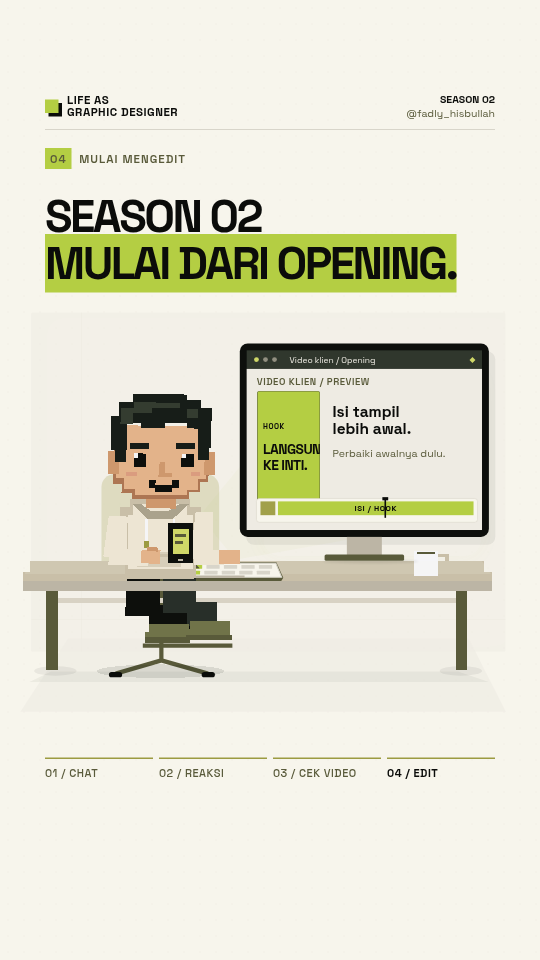 LIFE AS
GRAPHIC DESIGNER
SEASON 02
@fadly_hisbullah
04 MULAI MENGEDIT
SEASON 02
MULAI DARI OPENING.
Video klien / Opening
VIDEO KLIEN / PREVIEW
HOOK
LANGSUN
KE INTI.
Isi tampil
lebih awal.
Perbaiki awalnya dulu.
ISI / HOOK
01 / CHAT
02 / REAKSI
03 / CEK VIDEO
04 / EDIT